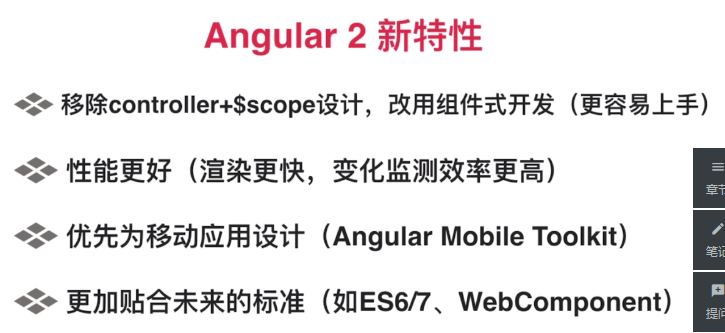 Angular 2 新特性
移除controller+$scope设计，改用组件式开发（更容易上手）
性能更好（渲染更快，变化监测效率更高）
优先为移动应用设计（Angular Mobile Toolkit）
更加贴合未来的标准（如ES6/7、WebComponent）
章节
笔记
提问